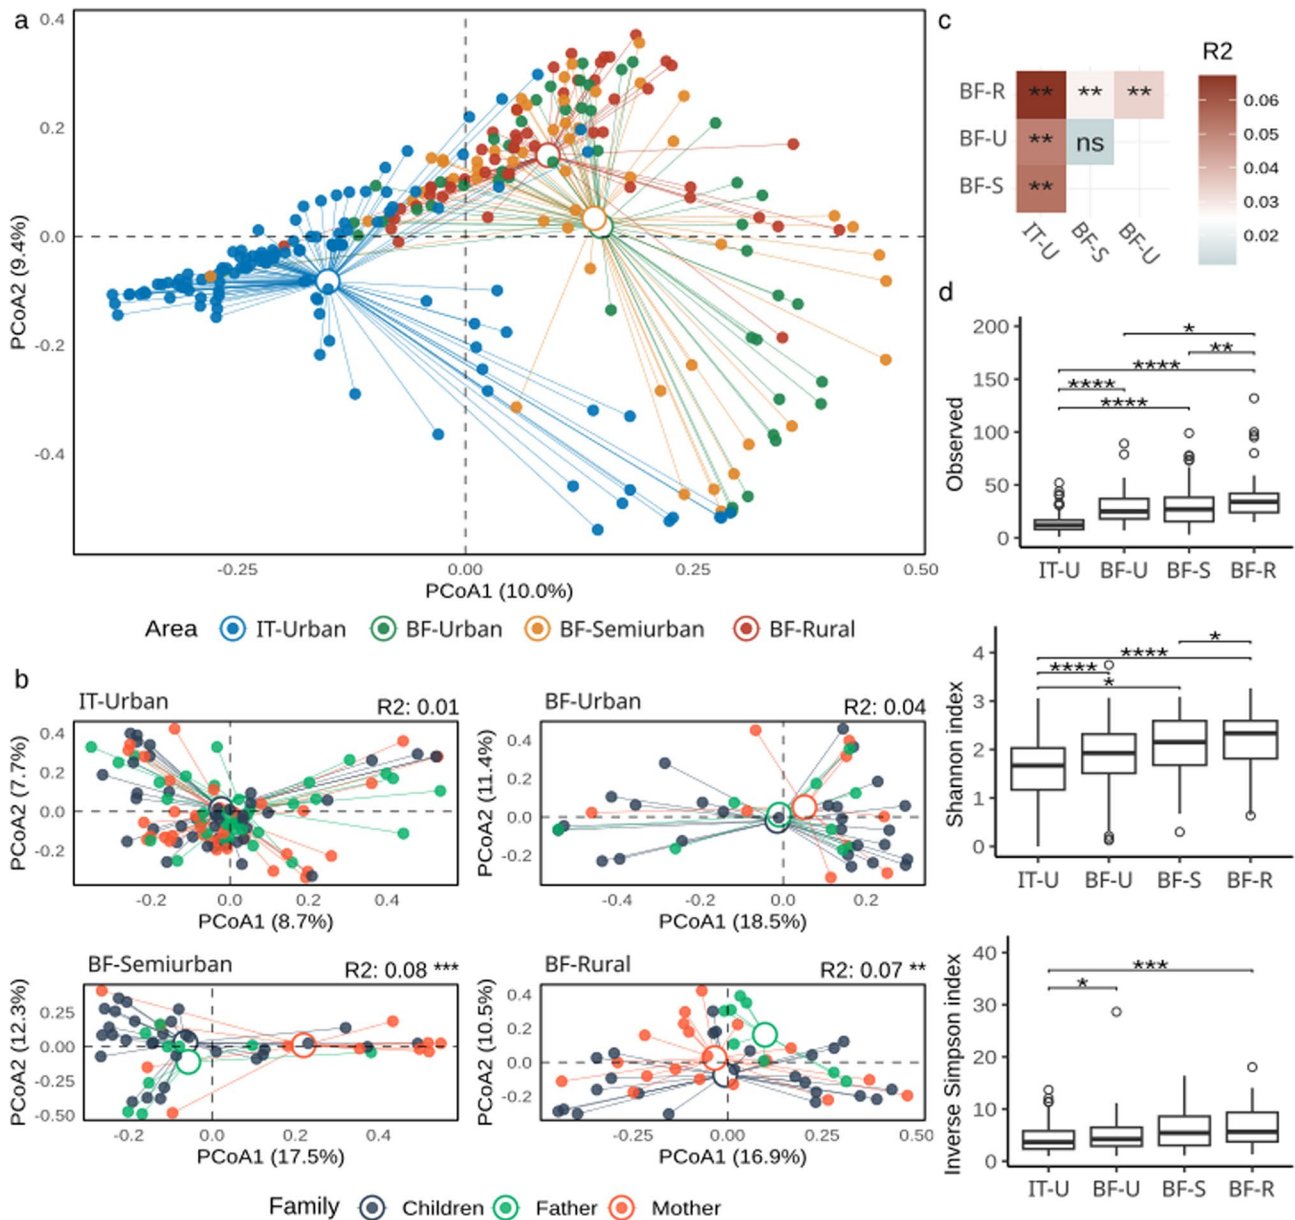 a
0.4
0.2
0.0
-0.2
-0.4
PCoA2 (9.4%)
-0.25
0.00
0.25
0.50
PCoA1 (10.0%)
Area
IT-Urban
BF-Urban
BF-Semiurban
BF-Rural
b
IT-Urban
R2: 0.01
0.4
0.2
0.0
-0.2
PCoA2 (7.7%)
-0.2
0.0
0.2
0.4
PCoA1 (8.7%)
BF-Urban
R2: 0.04
0.4
0.2
0.0
-0.2
PCoA2 (11.4%)
-0.4
-0.2
0.0
0.2
PCoA1 (18.5%)
BF-Semiurban
R2: 0.08 ***
0.25
0.00
-0.25
-0.50
PCoA2 (12.3%)
-0.2
0.0
0.2
0.4
PCoA1 (17.5%)
BF-Rural
R2: 0.07 **
0.4
0.2
0.0
-0.2
PCoA2 (10.5%)
-0.25
0.00
0.25
0.50
PCoA1 (16.9%)
Family
Children
Father
Mother
c
R2
BF-R
** ** **
BF-U
** ns
BF-S
**
IT-U
BF-S
BF-U
0.06
0.05
0.04
0.03
0.02
d
200
150
100
50
0
Observed
*
**
****
****
****
IT-U
BF-U
BF-S
BF-R
4
3
2
1
0
Shannon index
*
****
****
*
IT-U
BF-U
BF-S
BF-R
40
30
20
10
0
Inverse Simpson index
***
*
IT-U
BF-U
BF-S
BF-R